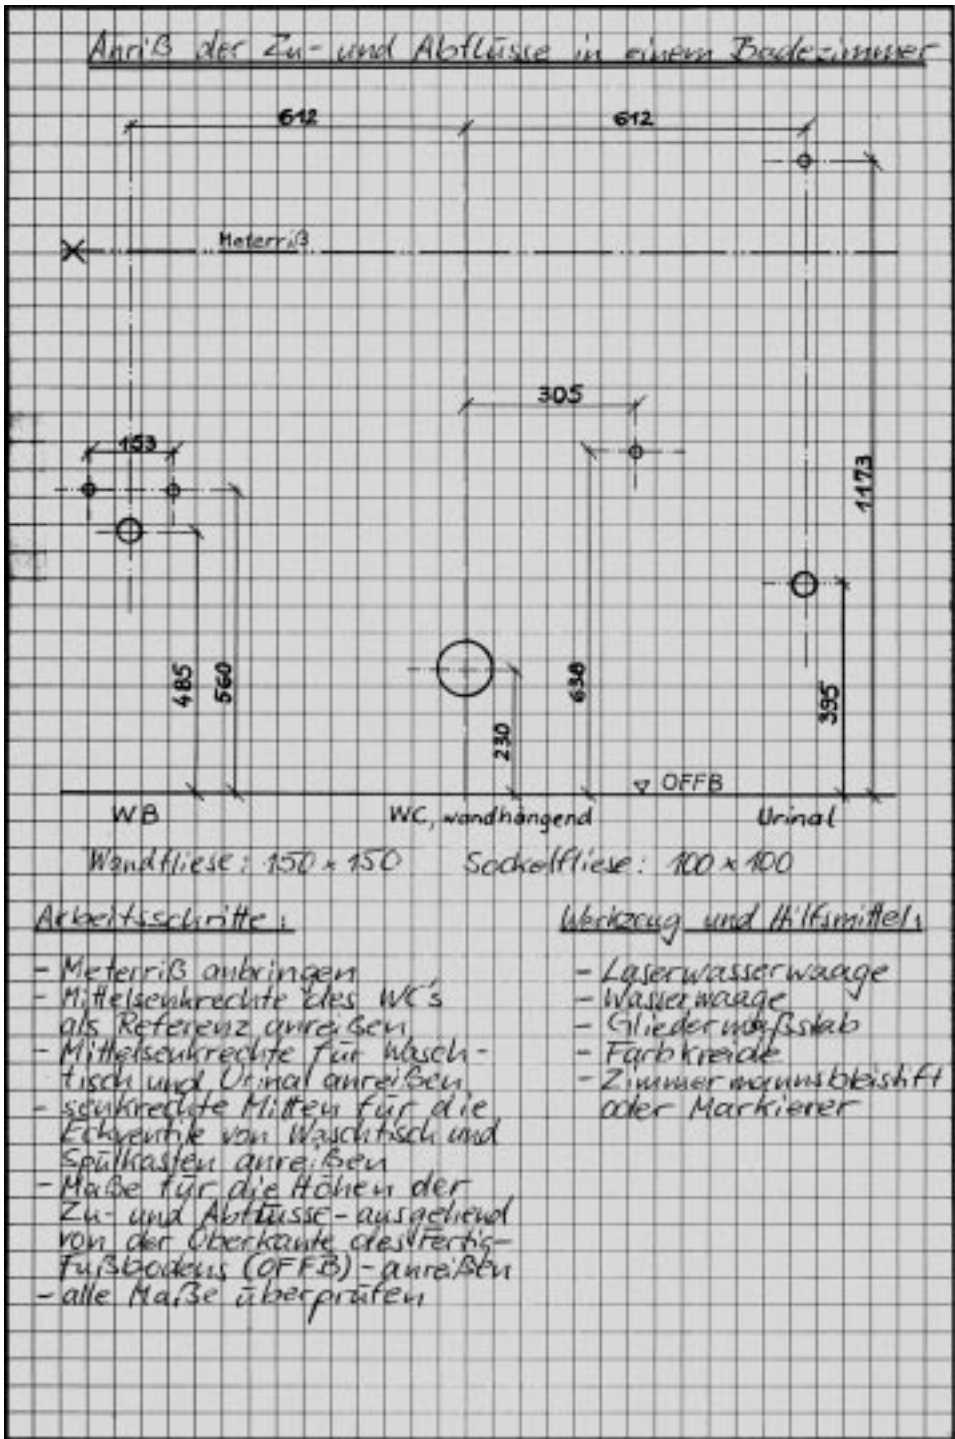 Anriß der Zu- und Abflüsse in einem Badezimmer
612 612
Meterriß
305
153
1173
485 560 638
395
230
OFFB
WB WC, wandhängend Urinal
Wandfliese: 150 x 150 Sockelfliese: 100 x 100
Arbeitsschritte:
- Meterriß anbringen
- Mittelsenkrechte des WC's
als Referenz anreißen
- Mittelsenkrechte für Wasch-
tisch und Urinal anreißen
- senkrechte Mitten für die
Eckventile von Waschtisch und
Spülkasten anreißen
- Maße für die Höhen der
Zu- und Abflüsse - ausgehend
von der Oberkante des Fertig-
Fußbodens (OFFB) - anreißen
- alle Maße überprüfen
Werkzeug und Hilfsmittel:
- Laserwasserwaage
- Wasserwaage
- Gliedermaßstab
- Farbkreide
- Zimmermannsbleistift
oder Markierer